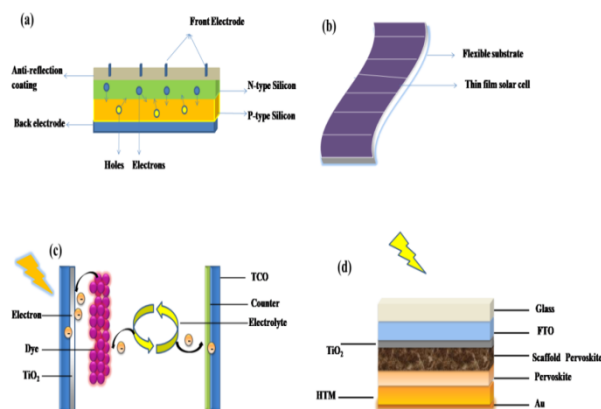 (a)
Front Electrode
Anti-reflection
coating
N-type Silicon
P-type Silicon
Back electrode
Holes
Electrons
(b)
Flexible substrate
Thin film solar cell
(c)
TCO
Counter
Electron
Electrolyte
Dye
TiO2
(d)
Glass
FTO
TiO2
Scaffold Pervoskite
Pervoskite
HTM
Au